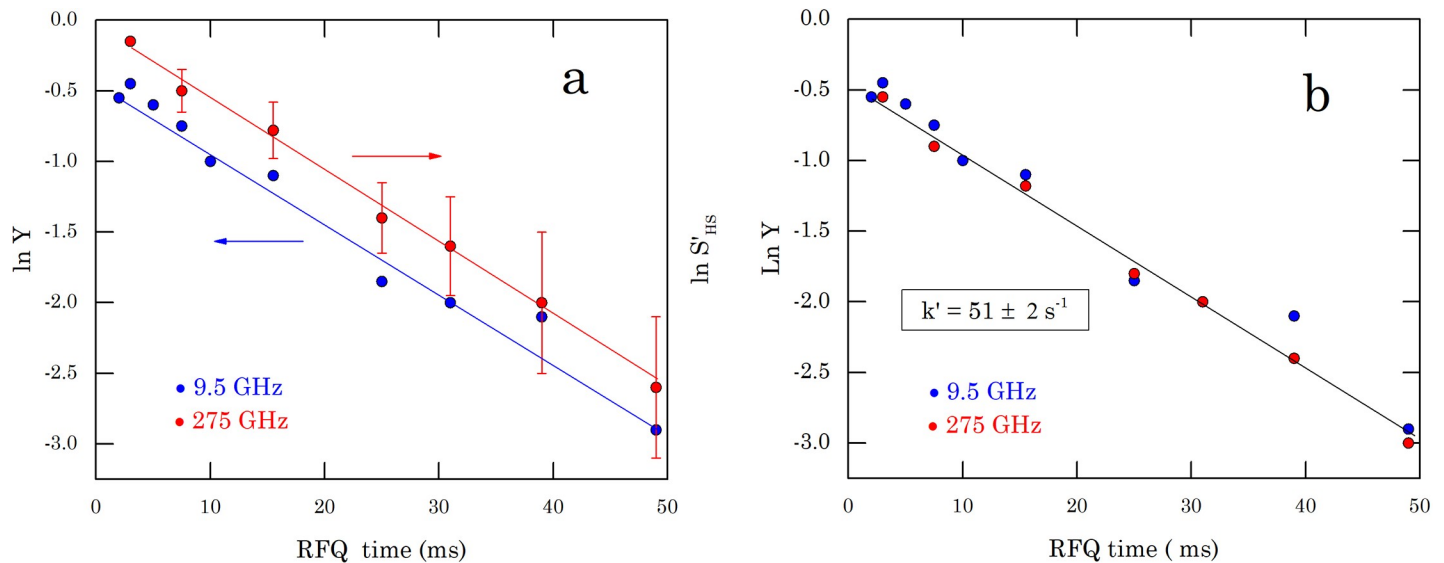 0.0
-0.5
-1.0
-1.5
-2.0
-2.5
-3.0
ln Y
a
9.5 GHz
275 GHz
0 10 20 30 40 50
RFQ time (ms)
ln S'HS
0.0
-0.5
-1.0
-1.5
-2.0
-2.5
-3.0
Ln Y
b
k' = 51 ± 2 s-1
9.5 GHz
275 GHz
0 10 20 30 40 50
RFQ time ( ms)